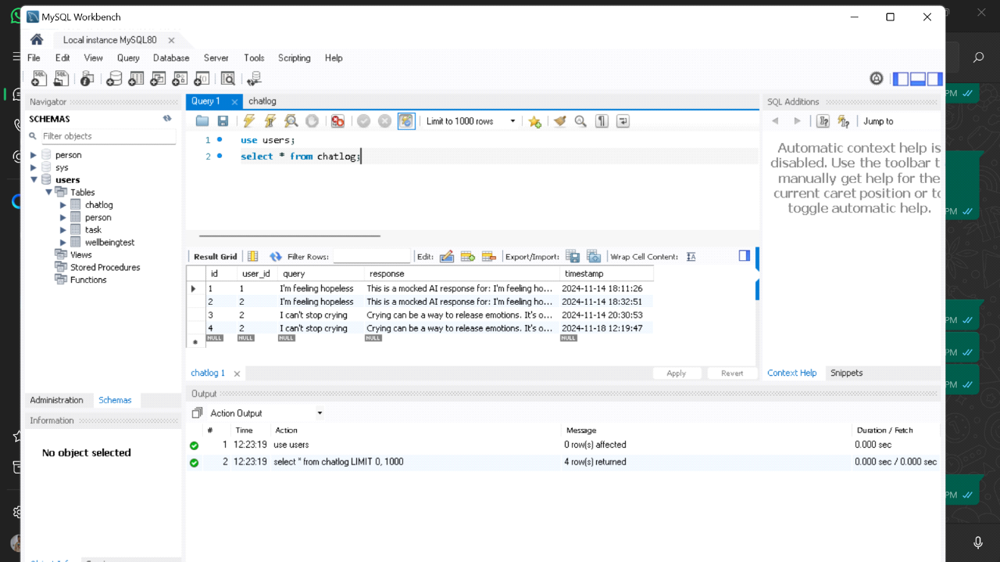 MySQL Workbench
Local instance MySQL80
File Edit View Query Database Server Tools Scripting Help
Navigator
SCHEMAS
Filter objects
person
sys
users
Tables
chatlog
person
task
wellbeingtest
Views
Stored Procedures
Functions
Administration Schemas
Information
No object selected
Query 1 chatlog
Limit to 1000 rows
1 use users;
2 select * from chatlog;
Result Grid Filter Rows: Edit: Export/Import: Wrap Cell Content:
id user_id query response timestamp
1 1 I'm feeling hopeless This is a mocked AI response for: I'm feeling ho... 2024-11-14 18:11:26
2 2 I'm feeling hopeless This is a mocked AI response for: I'm feeling ho... 2024-11-14 18:32:51
3 2 I can't stop crying Crying can be a way to release emotions. It's o... 2024-11-14 20:30:53
4 2 I can't stop crying Crying can be a way to release emotions. It's o... 2024-11-18 12:19:47
NULL NULL NULL NULL NULL
chatlog 1 Apply Revert
SQL Additions
Jump to
Automatic context help is
disabled. Use the toolbar t
manually get help for the
current caret position or to
toggle automatic help.
Context Help Snippets
Output
Action Output
# Time Action Message Duration / Fetch
1 12:23:19 use users 0 row(s) affected 0.000 sec
2 12:23:19 select * from chatlog LIMIT 0, 1000 4 row(s) returned 0.000 sec / 0.000 sec
PM
PM
PM
PM
PM
PM